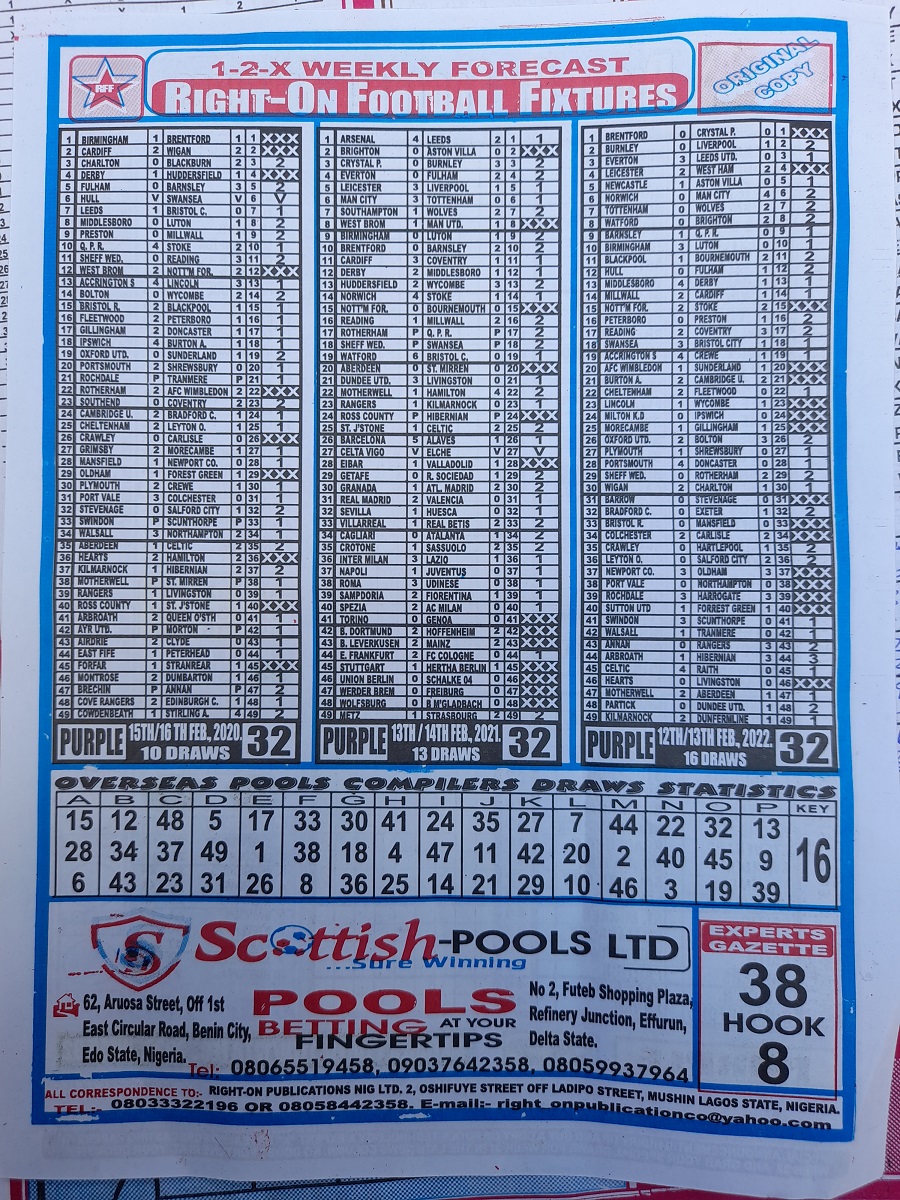 1-2-X WEEKLY FORECAST
RFF
RIGHT-ON FOOTBALL FIXTURES
ORIGINAL COPY
1 BIRMINGHAM 1 BRENTFORD 1 1 XXX
2 CARDIFF 2 WIGAN 2 2 XXX
3 CHARLTON 0 BLACKBURN 2 3 2
4 DERBY 1 HUDDERSFIELD 1 4 XXX
5 FULHAM 0 BARNSLEY 3 5 2
6 HULL V SWANSEA V 6 V
7 LEEDS 1 BRISTOL C. 0 7 1
8 MIDDLESBORO 0 LUTON 1 8 2
9 PRESTON 0 MILLWALL 1 9 2
10 Q. P. R. 4 STOKE 2 10 1
11 SHEFF WED. 0 READING 3 11 2
12 WEST BROM 2 NOTT'M FOR. 2 12 XXX
13 ACCRINGTON S 4 LINCOLN 3 13 1
14 BOLTON 0 WYCOMBE 2 14 2
15 BRISTOL R. 2 BLACKPOOL 1 15 1
16 FLEETWOOD 2 PETERBORO 1 16 1
17 GILLINGHAM 2 DONCASTER 1 17 1
18 IPSWICH 4 BURTON A. 1 18 1
19 OXFORD UTD. 0 SUNDERLAND 1 19 2
20 PORTSMOUTH 2 SHREWSBURY 0 20 1
21 ROCHDALE P TRANMERE P 21 1
22 ROTHERHAM 2 AFC WIMBLEDON 2 22 XXX
23 SOUTHEND 0 COVENTRY 2 23 2
24 CAMBRIDGE U. 2 BRADFORD C. 1 24 1
25 CHELTENHAM 2 LEYTON O. 1 25 1
26 CRAWLEY 0 CARLISLE 0 26 XXX
27 GRIMSBY 2 MORECAMBE 1 27 1
28 MANSFIELD 1 NEWPORT CO. 0 28 1
29 OLDHAM 1 FOREST GREEN 1 29 XXX
30 PLYMOUTH 2 CREWE 1 30 1
31 PORT VALE 3 COLCHESTER 0 31 1
32 STEVENAGE 0 SALFORD CITY 1 32 2
33 SWINDON P SCUNTHORPE P 33 1
34 WALSALL 3 NORTHAMPTON 2 34 1
35 ABERDEEN 1 CELTIC 2 35 2
36 HEARTS 2 HAMILTON 2 36 XXX
37 KILMARNOCK 1 HIBERNIAN 2 37 2
38 MOTHERWELL P ST. MIRREN P 38 1
39 RANGERS 1 LIVINGSTON 0 39 1
40 ROSS COUNTY 1 ST. J'STONE 1 40 XXX
41 ARBROATH 2 QUEEN O'STH 0 41 1
42 AYR UTD. P MORTON P 42 1
43 AIRDRIE 2 CLYDE 0 43 1
44 EAST FIFE 1 PETERHEAD 0 44 1
45 FORFAR 1 STRANREAR 1 45 XXX
46 MONTROSE 2 DUMBARTON 1 46 1
47 BRECHIN P ANNAN P 47 2
48 COVE RANGERS 2 EDINBURGH C. 1 48 1
49 COWDENBEATH 1 STIRLING A. 4 49 2
PURPLE 15TH/16 TH FEB., 2020. 32
10 DRAWS
1 ARSENAL 4 LEEDS 2 1 1
2 BRIGHTON 0 ASTON VILLA 0 2 XXX
3 CRYSTAL P. 0 BURNLEY 3 3 2
4 EVERTON 0 FULHAM 2 4 2
5 LEICESTER 3 LIVERPOOL 1 5 1
6 MAN CITY 3 TOTTENHAM 0 6 1
7 SOUTHAMPTON 1 WOLVES 2 7 2
8 WEST BROM 1 MAN UTD. 1 8 XXX
9 BIRMINGHAM 0 LUTON 1 9 2
10 BRENTFORD 0 BARNSLEY 2 10 2
11 CARDIFF 3 COVENTRY 1 11 1
12 DERBY 2 MIDDLESBORO 1 12 1
13 HUDDERSFIELD 2 WYCOMBE 3 13 2
14 NORWICH 4 STOKE 1 14 1
15 NOTT'M FOR. 0 BOURNEMOUTH 0 15 XXX
16 READING 1 MILLWALL 2 16 2
17 ROTHERHAM P Q. P. R. P 17 2
18 SHEFF WED. P SWANSEA P 18 2
19 WATFORD 6 BRISTOL C. 0 19 1
20 ABERDEEN 0 ST. MIRREN 0 20 XXX
21 DUNDEE UTD. 3 LIVINGSTON 0 21 1
22 MOTHERWELL 1 HAMILTON 4 22 2
23 RANGERS 1 KILMARNOCK 0 23 1
24 ROSS COUNTY P HIBERNIAN P 24 XXX
25 ST. J'STONE 1 CELTIC 2 25 2
26 BARCELONA 5 ALAVES 1 26 1
27 CELTA VIGO V ELCHE V 27 V
28 EIBAR 1 VALLADOLID 1 28 XXX
29 GETAFE 0 R. SOCIEDAD 1 29 2
30 GRANADA 1 ATL. MADRID 2 30 2
31 REAL MADRID 2 VALENCIA 0 31 1
32 SEVILLA 1 HUESCA 0 32 1
33 VILLARREAL 1 REAL BETIS 2 33 2
34 CAGLIARI 0 ATALANTA 1 34 2
35 CROTONE 1 SASSUOLO 2 35 2
36 INTER MILAN 3 LAZIO 1 36 1
37 NAPOLI 1 JUVENTUS 0 37 1
38 ROMA 3 UDINESE 0 38 1
39 SAMPDORIA 2 FIORENTINA 1 39 1
40 SPEZIA 2 AC MILAN 0 40 1
41 TORINO 0 GENOA 0 41 XXX
42 B. DORTMUND 2 HOFFENHEIM 2 42 XXX
43 B. LEVERKUSEN 2 MAINZ 2 43 XXX
44 E. FRANKFURT 2 FC COLOGNE 0 44 1
45 STUTTGART 1 HERTHA BERLIN 1 45 XXX
46 UNION BERLIN 0 SCHALKE 04 0 46 XXX
47 WERDER BREM 0 FREIBURG 0 47 XXX
48 WOLFSBURG 0 B M'GLADBACH 0 48 XXX
49 METZ 1 STRASBOURG 2 49 2
PURPLE 13TH / 14TH FEB., 2021. 32
13 DRAWS
1 BRENTFORD 0 CRYSTAL P. 0 1 XXX
2 BURNLEY 0 LIVERPOOL 1 2 2
3 EVERTON 3 LEEDS UTD. 0 3 1
4 LEICESTER 2 WEST HAM 2 4 XXX
5 NEWCASTLE 1 ASTON VILLA 0 5 1
6 NORWICH 0 MAN CITY 4 6 2
7 TOTTENHAM 0 WOLVES 2 7 2
8 WATFORD 0 BRIGHTON 2 8 2
9 BARNSLEY 1 Q. P. R. 0 9 1
10 BIRMINGHAM 3 LUTON 0 10 1
11 BLACKPOOL 1 BOURNEMOUTH 2 11 2
12 HULL 0 FULHAM 1 12 2
13 MIDDLESBORO 4 DERBY 1 13 1
14 MILLWALL 2 CARDIFF 1 14 1
15 NOTT'M FOR. 2 STOKE 2 15 XXX
16 PETERBORO 0 PRESTON 1 16 2
17 READING 2 COVENTRY 3 17 2
18 SWANSEA 3 BRISTOL CITY 1 18 1
19 ACCRINGTON S 4 CREWE 1 19 1
20 AFC WIMBLEDON 1 SUNDERLAND 1 20 XXX
21 BURTON A. 2 CAMBRIDGE U. 2 21 XXX
22 CHELTENHAM 2 FLEETWOOD 0 22 1
23 LINCOLN 1 WYCOMBE 1 23 XXX
24 MILTON K.D 0 IPSWICH 0 24 XXX
25 MORECAMBE 1 GILLINGHAM 1 25 XXX
26 OXFORD UTD. 2 BOLTON 3 26 2
27 PLYMOUTH 1 SHREWSBURY 0 27 1
28 PORTSMOUTH 4 DONCASTER 0 28 1
29 SHEFF WED. 0 ROTHERHAM 2 29 2
30 WIGAN 2 CHARLTON 1 30 1
31 BARROW 0 STEVENAGE 0 31 XXX
32 BRADFORD C. 0 EXETER 1 32 2
33 BRISTOL R. 0 MANSFIELD 0 33 XXX
34 COLCHESTER 2 CARLISLE 2 34 XXX
35 CRAWLEY 0 HARTLEPOOL 1 35 2
36 LEYTON O. 0 SALFORD CITY 2 36 2
37 NEWPORT CO. 3 OLDHAM 3 37 XXX
38 PORT VALE 0 NORTHAMPTON 0 38 XXX
39 ROCHDALE 3 HARROGATE 3 39 XXX
40 SUTTON UTD 1 FORREST GREEN 1 40 XXX
41 SWINDON 3 SCUNTHORPE 0 41 1
42 WALSALL 1 TRANMERE 0 42 1
43 ANNAN 0 RANGERS 3 43 2
44 ARBROATH 1 HIBERNIAN 3 44 3
45 CELTIC 4 RAITH 0 45 1
46 HEARTS 0 LIVINGSTON 0 46 XXX
47 MOTHERWELL 2 ABERDEEN 1 47 1
48 PARTICK 0 DUNDEE UTD. 1 48 2
49 KILMARNOCK 2 DUNFERMLINE 1 49 1
PURPLE 12TH/13TH FEB., 2022. 32
16 DRAWS
OVERSEAS POOLS COMPILERS DRAWS STATISTICS
A B C D E F G H I J K L M N O P KEY
15 12 48 5 17 33 30 41 24 35 27 7 44 22 32 13
28 34 37 49 1 38 18 4 47 11 42 20 2 40 45 9 16
6 43 23 31 26 8 36 25 14 21 29 10 46 3 19 39
S Scottish-POOLS LTD
...Sure Winning
62, Aruosa Street, Off 1st
East Circular Road, Benin City,
Edo State, Nigeria.
POOLS
BETTING AT YOUR
FINGERTIPS
No 2, Futeb Shopping Plaza,
Refinery Junction, Effurun,
Delta State.
Tel: 08065519458, 09037642358, 08059937964
EXPERTS
GAZETTE
38
HOOK
8
ALL CORRESPONDENCE TO:- RIGHT-ON PUBLICATIONS NIG LTD. 2, OSHIFUYE STREET OFF LADIPO STREET, MUSHIN LAGOS STATE, NIGERIA.
TEL:- 08033322196 OR 08058442358, E-mail:- right_onpublicationco@yahoo.com